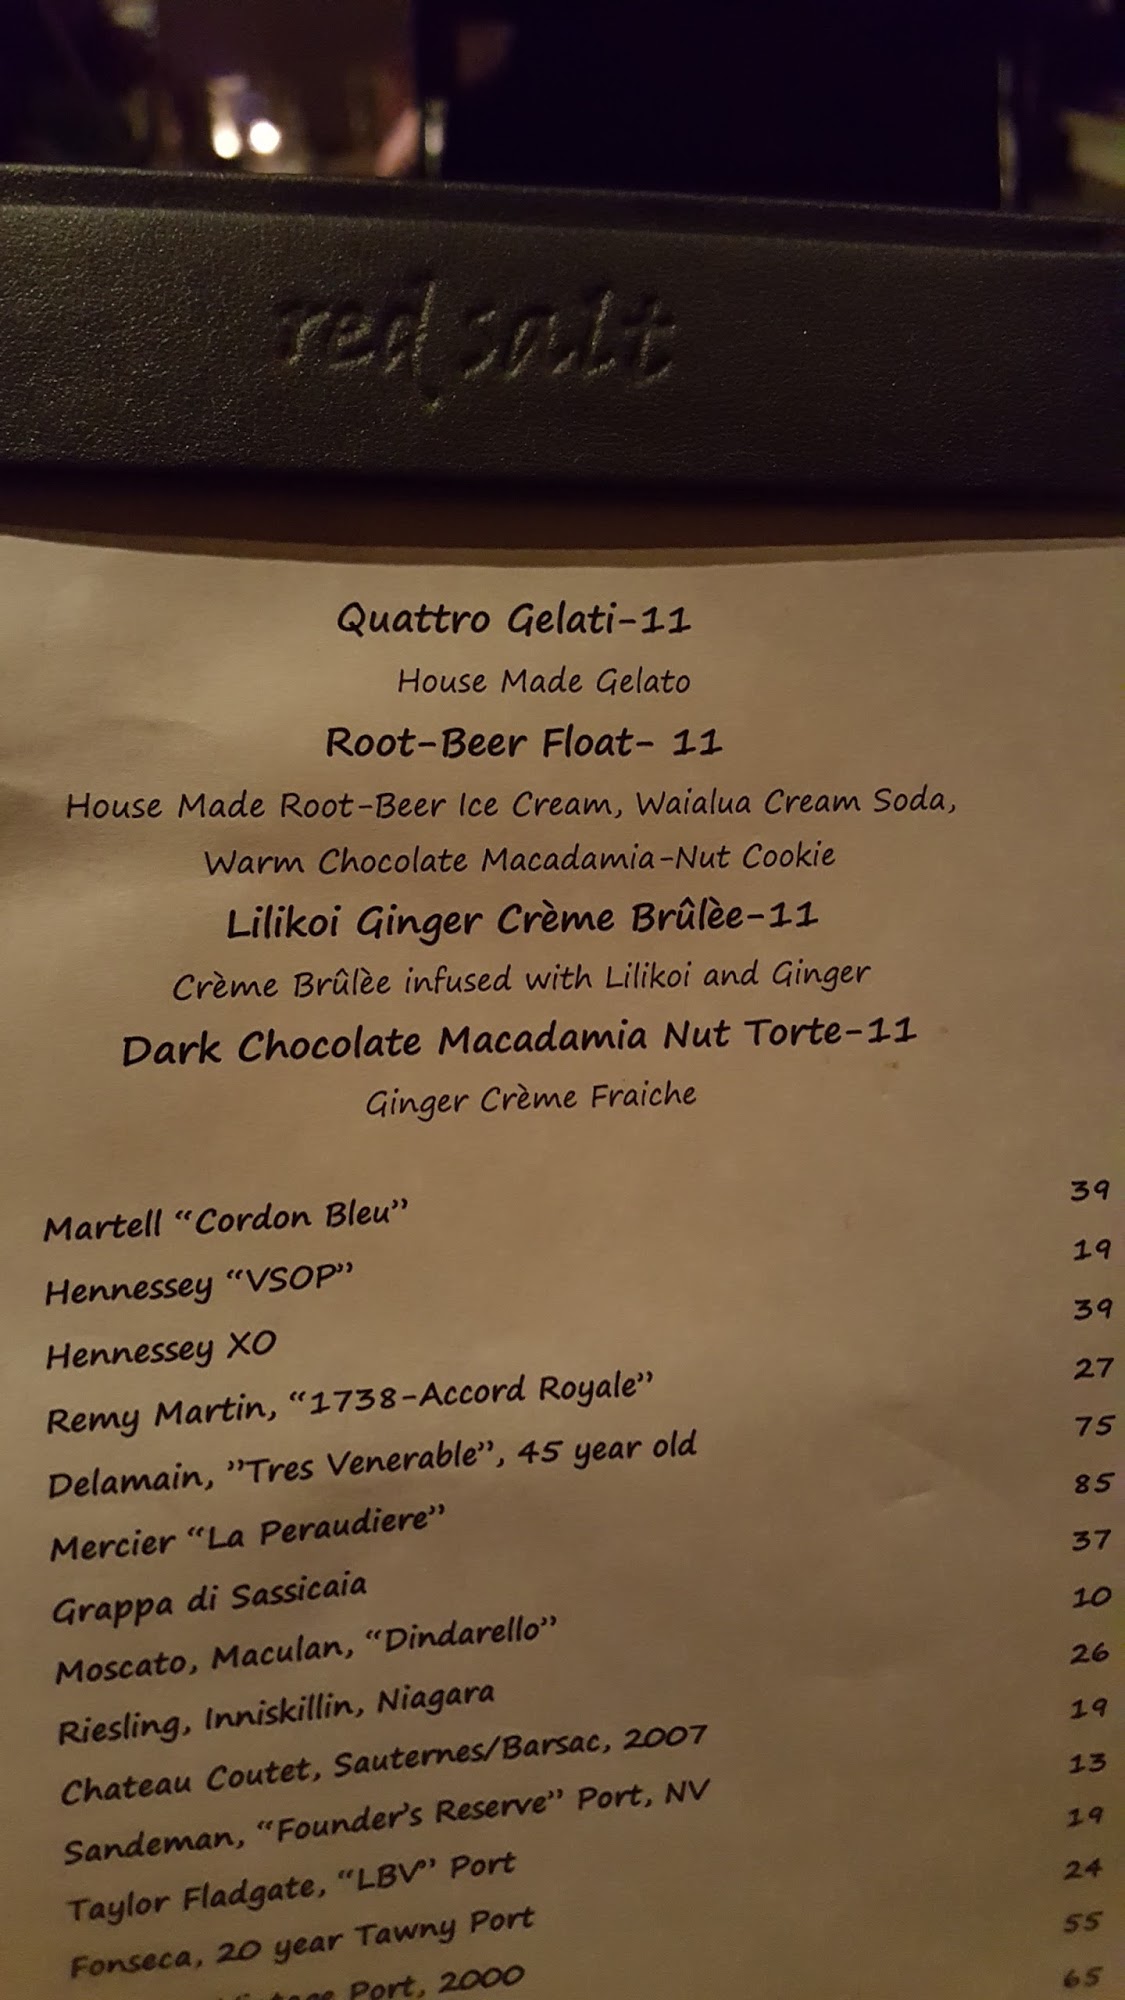 red salt
Quattro Gelati-11
House Made Gelato
Root-Beer Float- 11
House Made Root-Beer Ice Cream, Waialua Cream Soda,
Warm Chocolate Macadamia-Nut Cookie
Lilikoi Ginger Crème Brûlèe-11
Crème Brûlèe infused with Lilikoi and Ginger
Dark Chocolate Macadamia Nut Torte-11
Ginger Crème Fraiche
Martell “Cordon Bleu” 39
Hennessey “VSOP” 19
Hennessey XO 39
Remy Martin, “1738-Accord Royale” 27
Delamain, ”Tres Venerable”, 45 year old 75
Mercier “La Peraudiere” 85
Grappa di Sassicaia 37
Moscato, Maculan, “Dindarello” 10
Riesling, Inniskillin, Niagara 26
Chateau Coutet, Sauternes/Barsac, 2007 19
Sandeman, “Founder’s Reserve” Port, NV 13
Taylor Fladgate, “LBV” Port 19
Fonseca, 20 year Tawny Port 24
Port, 2000 55
65